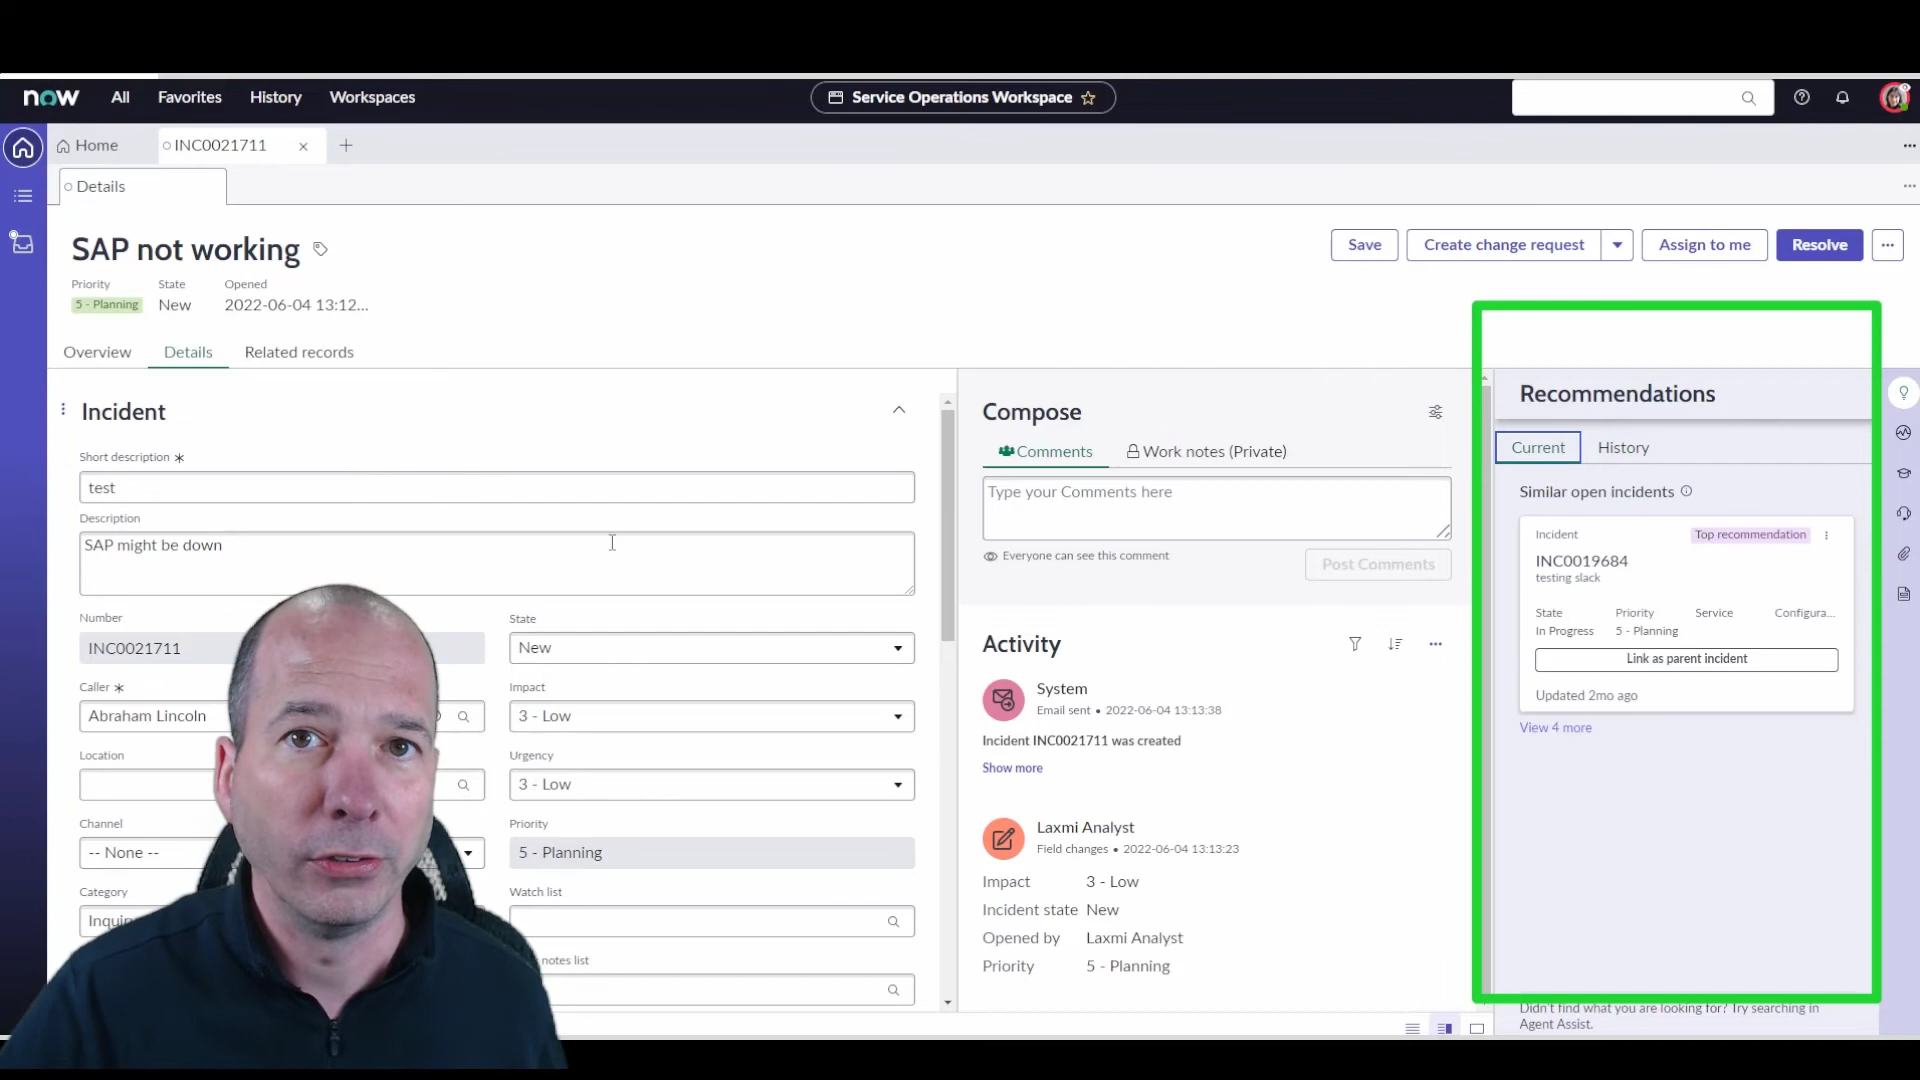 now All Favorites History Workspaces Service Operations Workspace
Home INC0021711
Details
SAP not working
Save Create change request Assign to me Resolve
Priority State Opened
5 - Planning New 2022-06-04 13:12...
Overview Details Related records
Incident
Short description *
test
Description
SAP might be down
Number
INC0021711
State
New
Caller *
Abraham Lincoln
Impact
3 - Low
Location
Urgency
3 - Low
Channel
-- None --
Priority
5 - Planning
Category
Inquir
Watch list
notes list
Compose
Comments Work notes (Private)
Type your Comments here
Everyone can see this comment
Post Comments
Activity
System
Email sent • 2022-06-04 13:13:38
Incident INC0021711 was created
Show more
Laxmi Analyst
Field changes • 2022-06-04 13:13:23
Impact 3 - Low
Incident state New
Opened by Laxmi Analyst
Priority 5 - Planning
Recommendations
Current History
Similar open incidents
Incident Top recommendation
INC0019684
testing slack
State Priority Service Configura...
In Progress 5 - Planning
Link as parent incident
Updated 2mo ago
View 4 more
Didn't find what you are looking for? Try searching in
Agent Assist.